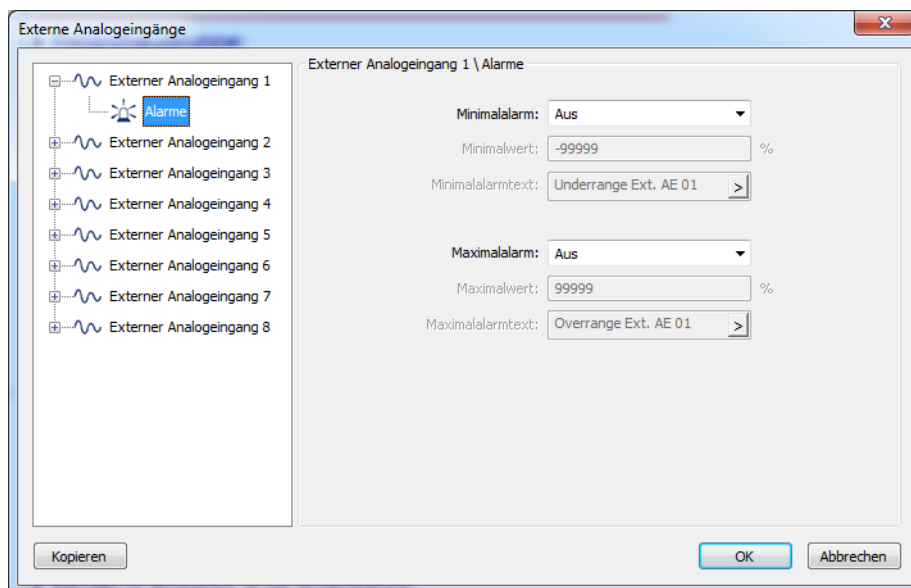 Externe Analogeingänge
Externer Analogeingang 1
Alarme
Externer Analogeingang 2
Externer Analogeingang 3
Externer Analogeingang 4
Externer Analogeingang 5
Externer Analogeingang 6
Externer Analogeingang 7
Externer Analogeingang 8
Externer Analogeingang 1 \ Alarme
Minimalalarm: Aus
Minimalwert: -99999 %
Minimalalarmtext: Underrange Ext. AE 01 >
Maximalalarm: Aus
Maximalwert: 99999 %
Maximalalarmtext: Overrange Ext. AE 01 >
Kopieren OK Abbrechen